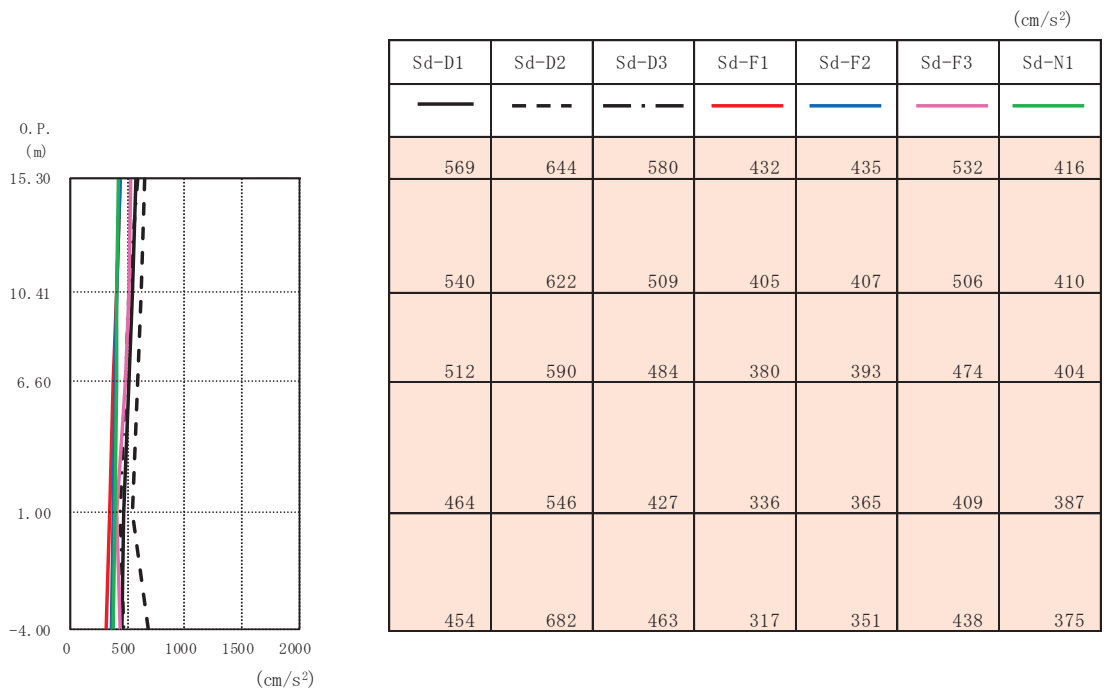 (cm/s²)
Sd-D1 Sd-D2 Sd-D3 Sd-F1 Sd-F2 Sd-F3 Sd-N1
569 644 580 432 435 532 416
540 622 509 405 407 506 410
512 590 484 380 393 474 404
464 546 427 336 365 409 387
454 682 463 317 351 438 375
O.P.
(m)
15.30
10.41
6.60
1.00
-4.00
0 500 1000 1500 2000
(cm/s²)